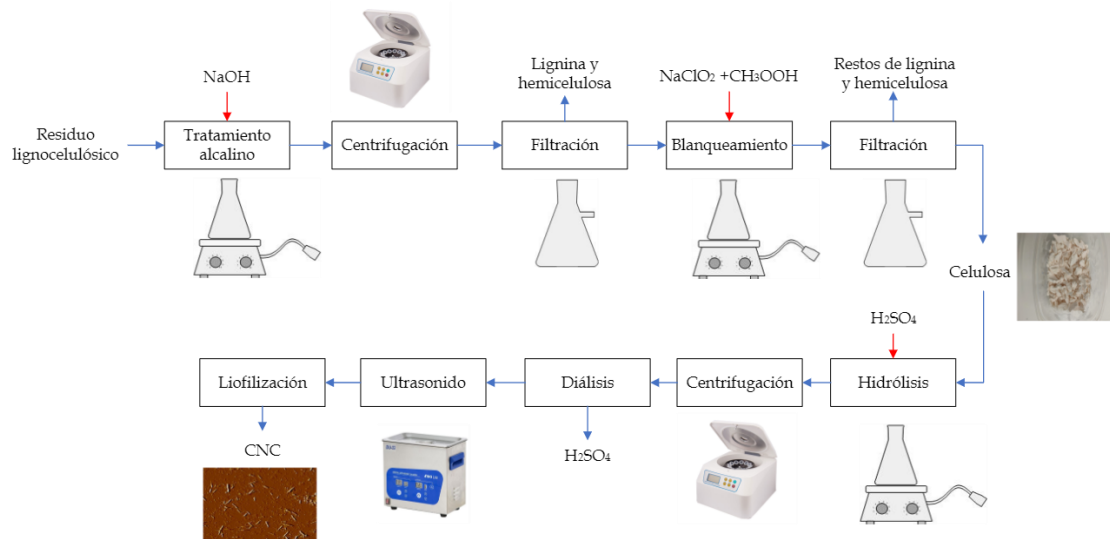 NaOH
Lignina y
hemicelulosa
NaClO₂ +CH₃OOH
Restos de lignina
y hemicelulosa
Residuo
lignocelulósico
Tratamiento
alcalino
Centrifugación
Filtración
Blanqueamiento
Filtración
Celulosa
H₂SO₄
Liofilización
Ultrasonido
Diálisis
Centrifugación
Hidrólisis
CNC
H₂SO₄